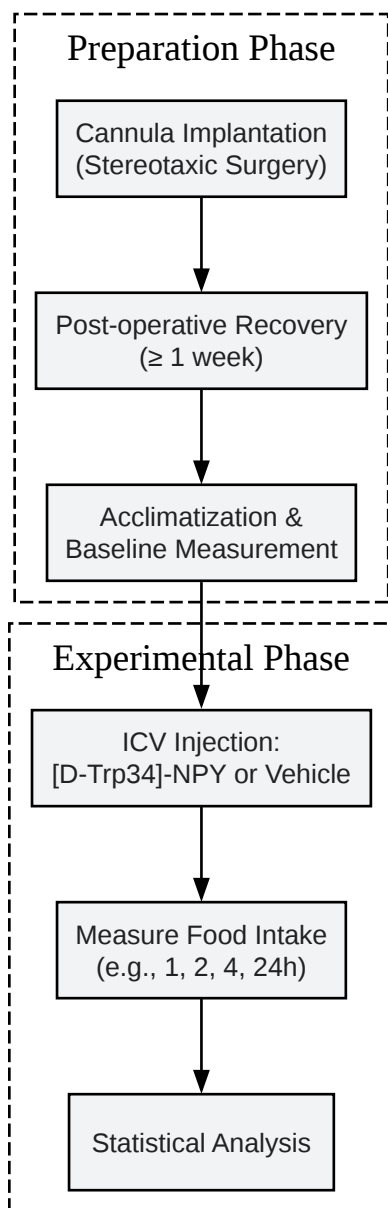 Preparation Phase
Cannula Implantation
(Stereotaxic Surgery)
Post-operative Recovery
(≥ 1 week)
Acclimatization &
Baseline Measurement
Experimental Phase
ICV Injection:
[D-Trp34]-NPY or Vehicle
Measure Food Intake
(e.g., 1, 2, 4, 24h)
Statistical Analysis